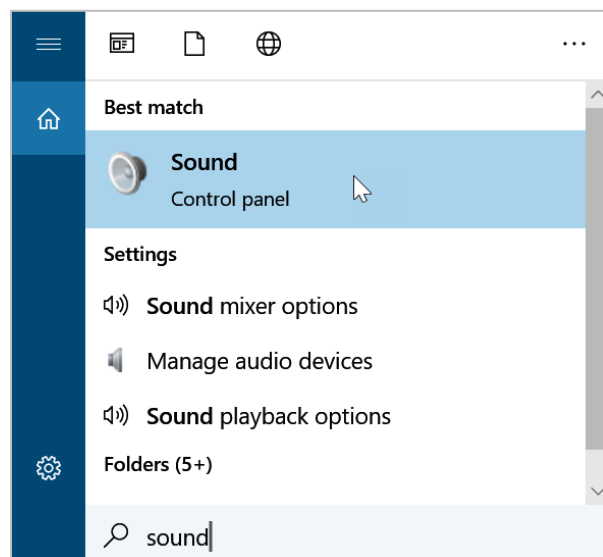 Best match
Sound
Control panel
Settings
Sound mixer options
Manage audio devices
Sound playback options
Folders (5+)
sound